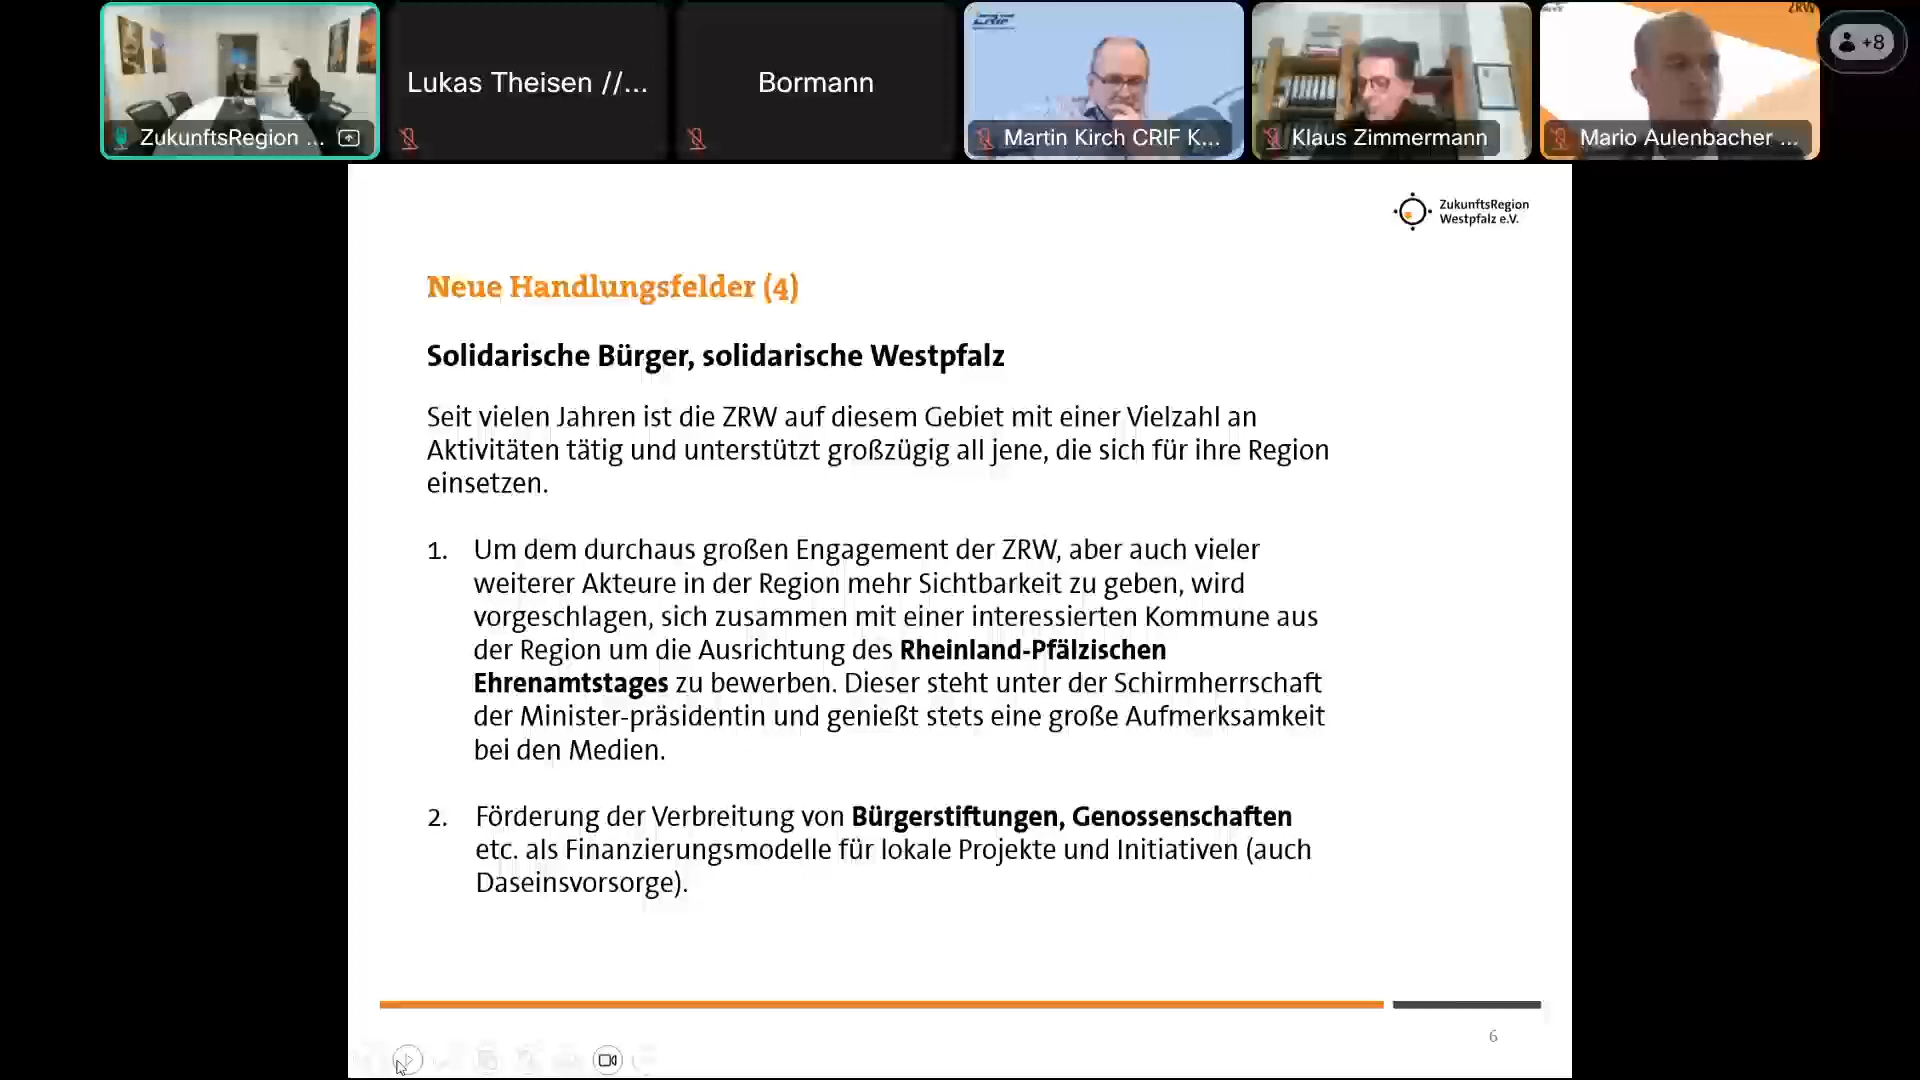 Lukas Theisen //...
Bormann
+8
ZukunftsRegion ...
Martin Kirch CRIF K...
Klaus Zimmermann
Mario Aulenbacher ...
ZRW
ZukunftsRegion
Westpfalz e.V.
Neue Handlungsfelder (4)
Solidarische Bürger, solidarische Westpfalz
Seit vielen Jahren ist die ZRW auf diesem Gebiet mit einer Vielzahl an
Aktivitäten tätig und unterstützt großzügig all jene, die sich für ihre Region
einsetzen.
1. Um dem durchaus großen Engagement der ZRW, aber auch vieler
weiterer Akteure in der Region mehr Sichtbarkeit zu geben, wird
vorgeschlagen, sich zusammen mit einer interessierten Kommune aus
der Region um die Ausrichtung des Rheinland-Pfälzischen
Ehrenamtstages zu bewerben. Dieser steht unter der Schirmherrschaft
der Minister-präsidentin und genießt stets eine große Aufmerksamkeit
bei den Medien.
2. Förderung der Verbreitung von Bürgerstiftungen, Genossenschaften
etc. als Finanzierungsmodelle für lokale Projekte und Initiativen (auch
Daseinsvorsorge).
6